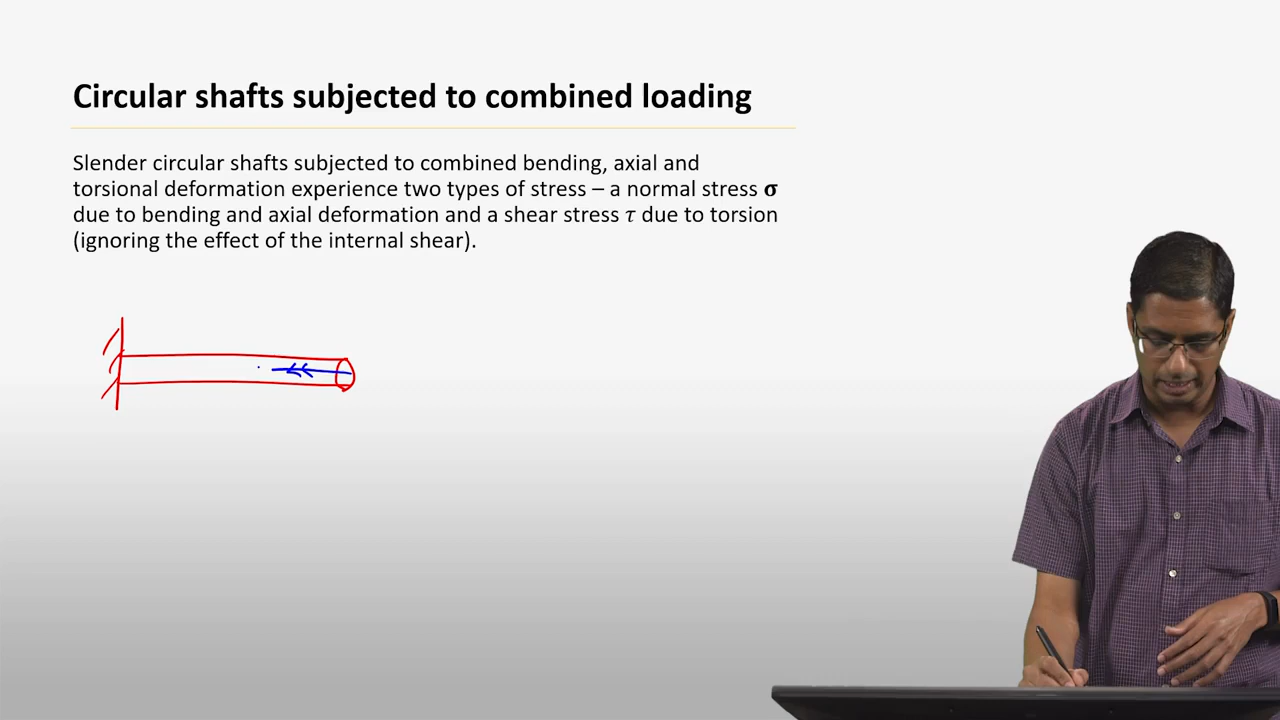 Circular shafts subjected to combined loading
Slender circular shafts subjected to combined bending, axial and
torsional deformation experience two types of stress – a normal stress σ
due to bending and axial deformation and a shear stress τ due to torsion
(ignoring the effect of the internal shear).